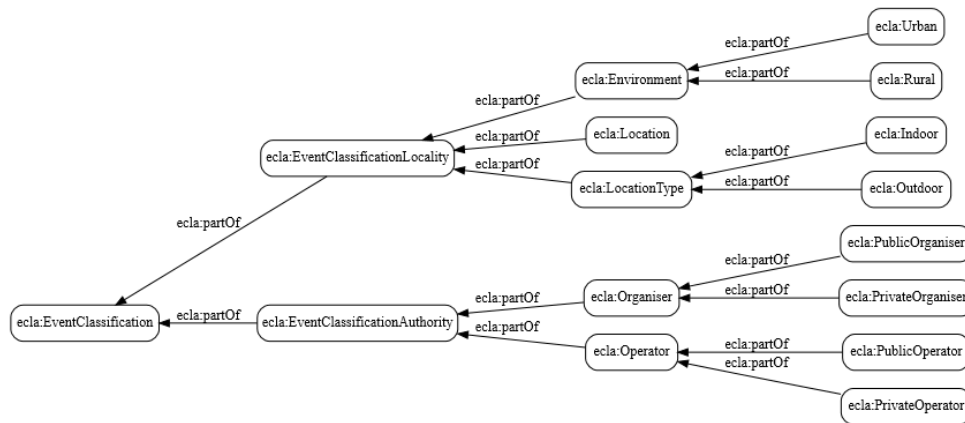 ecla:Urban
ecla:partOf
ecla:Environment
ecla:partOf
ecla:Rural
ecla:partOf
ecla:Location
ecla:partOf
ecla:Indoor
ecla:partOf
ecla:EventClassificationLocality
ecla:partOf
ecla:LocationType
ecla:partOf
ecla:Outdoor
ecla:partOf
ecla:PublicOrganiser
ecla:partOf
ecla:Organiser
ecla:partOf
ecla:PrivateOrganiser
ecla:partOf
ecla:EventClassification
ecla:partOf
ecla:EventClassificationAuthority
ecla:partOf
ecla:Operator
ecla:partOf
ecla:PublicOperator
ecla:partOf
ecla:PrivateOperator